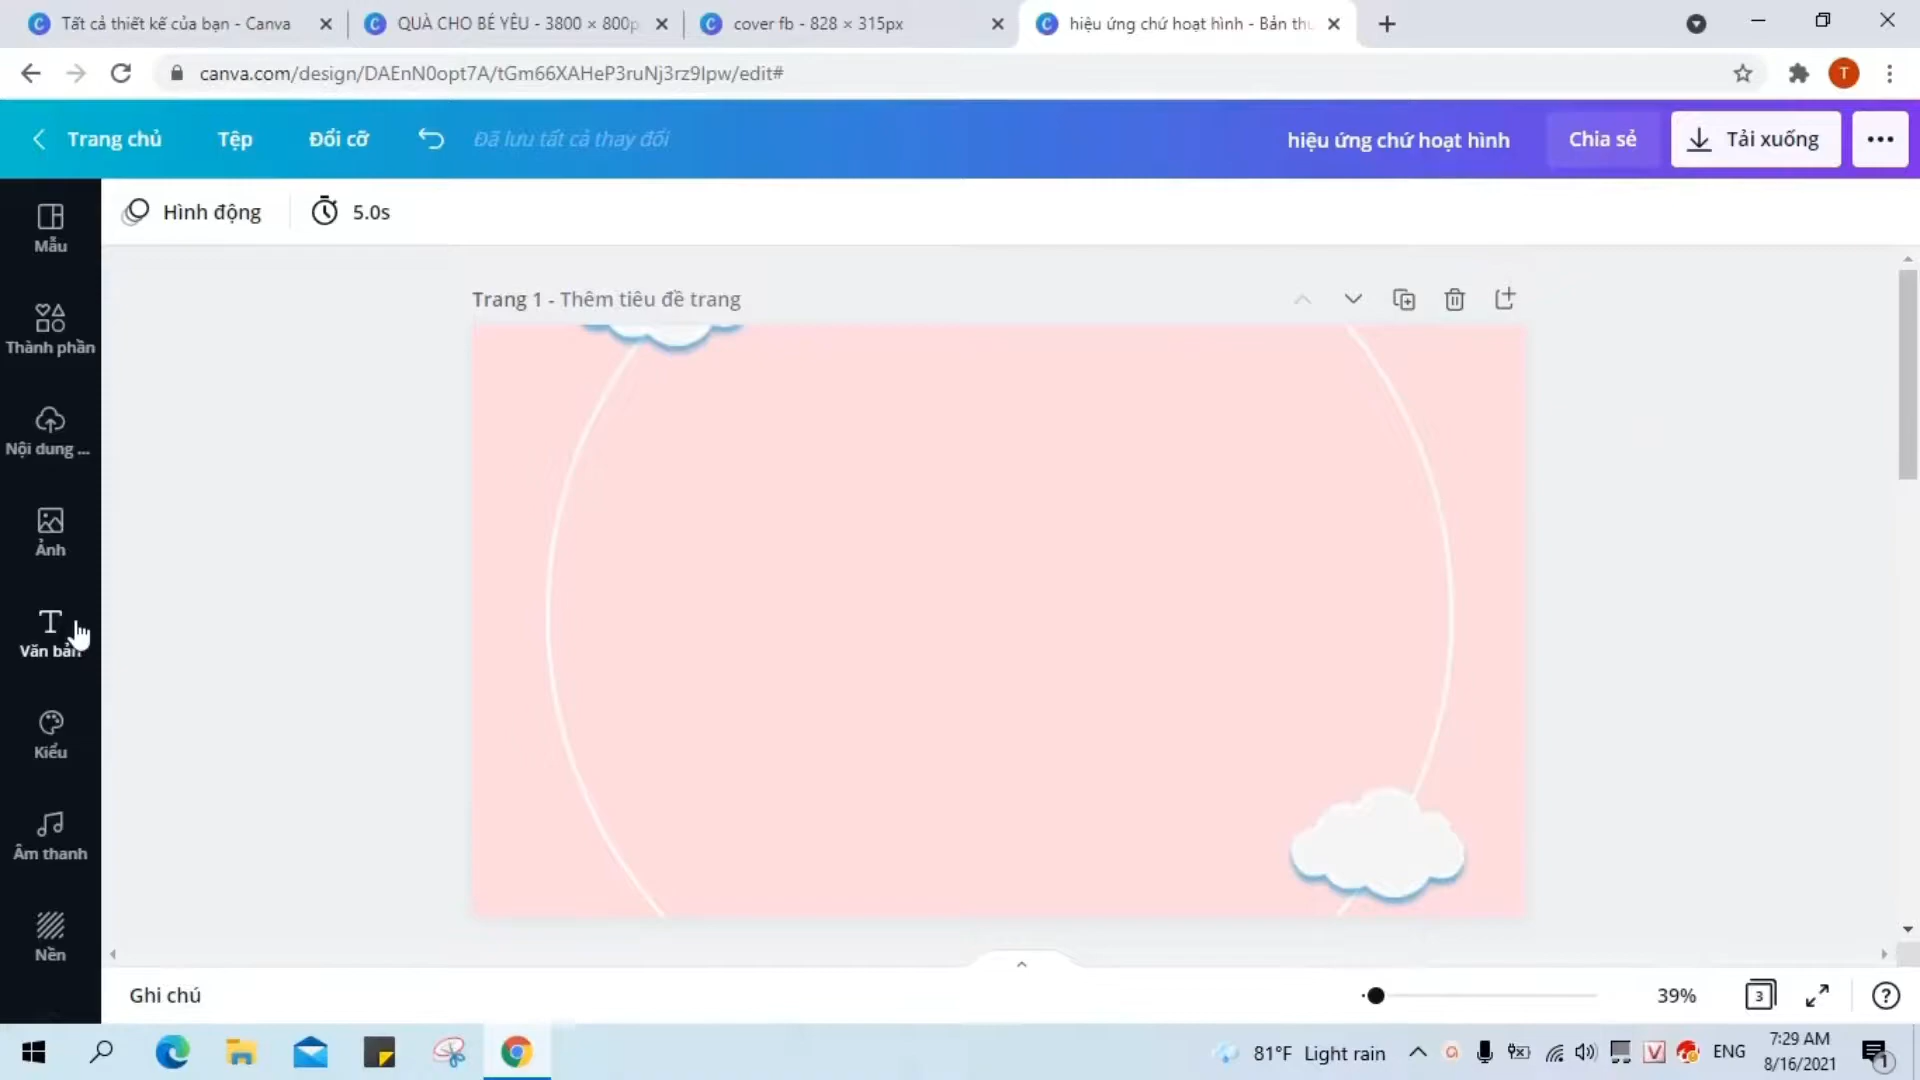 Tất cả thiết kế của bạn - Canva
QUÀ CHO BÉ YÊU - 3800 × 800p
cover fb - 828 × 315px
hiệu ứng chứ hoạt hình - Bản thu
canva.com/design/DAEnN0opt7A/tGm66XAHeP3ruNj3rz9lpw/edit#
T
Trang chủ
Tệp
Đổi cỡ
Đã lưu tất cả thay đổi
hiệu ứng chứ hoạt hình
Chia sẻ
Tải xuống
Hình động
5.0s
Mẫu
Thành phần
Nội dung ...
Ảnh
Văn bản
Kiểu
Âm thanh
Nền
Trang 1 - Thêm tiêu đề trang
Ghi chú
39%
3
81°F Light rain
ENG
7:29 AM
8/16/2021
1